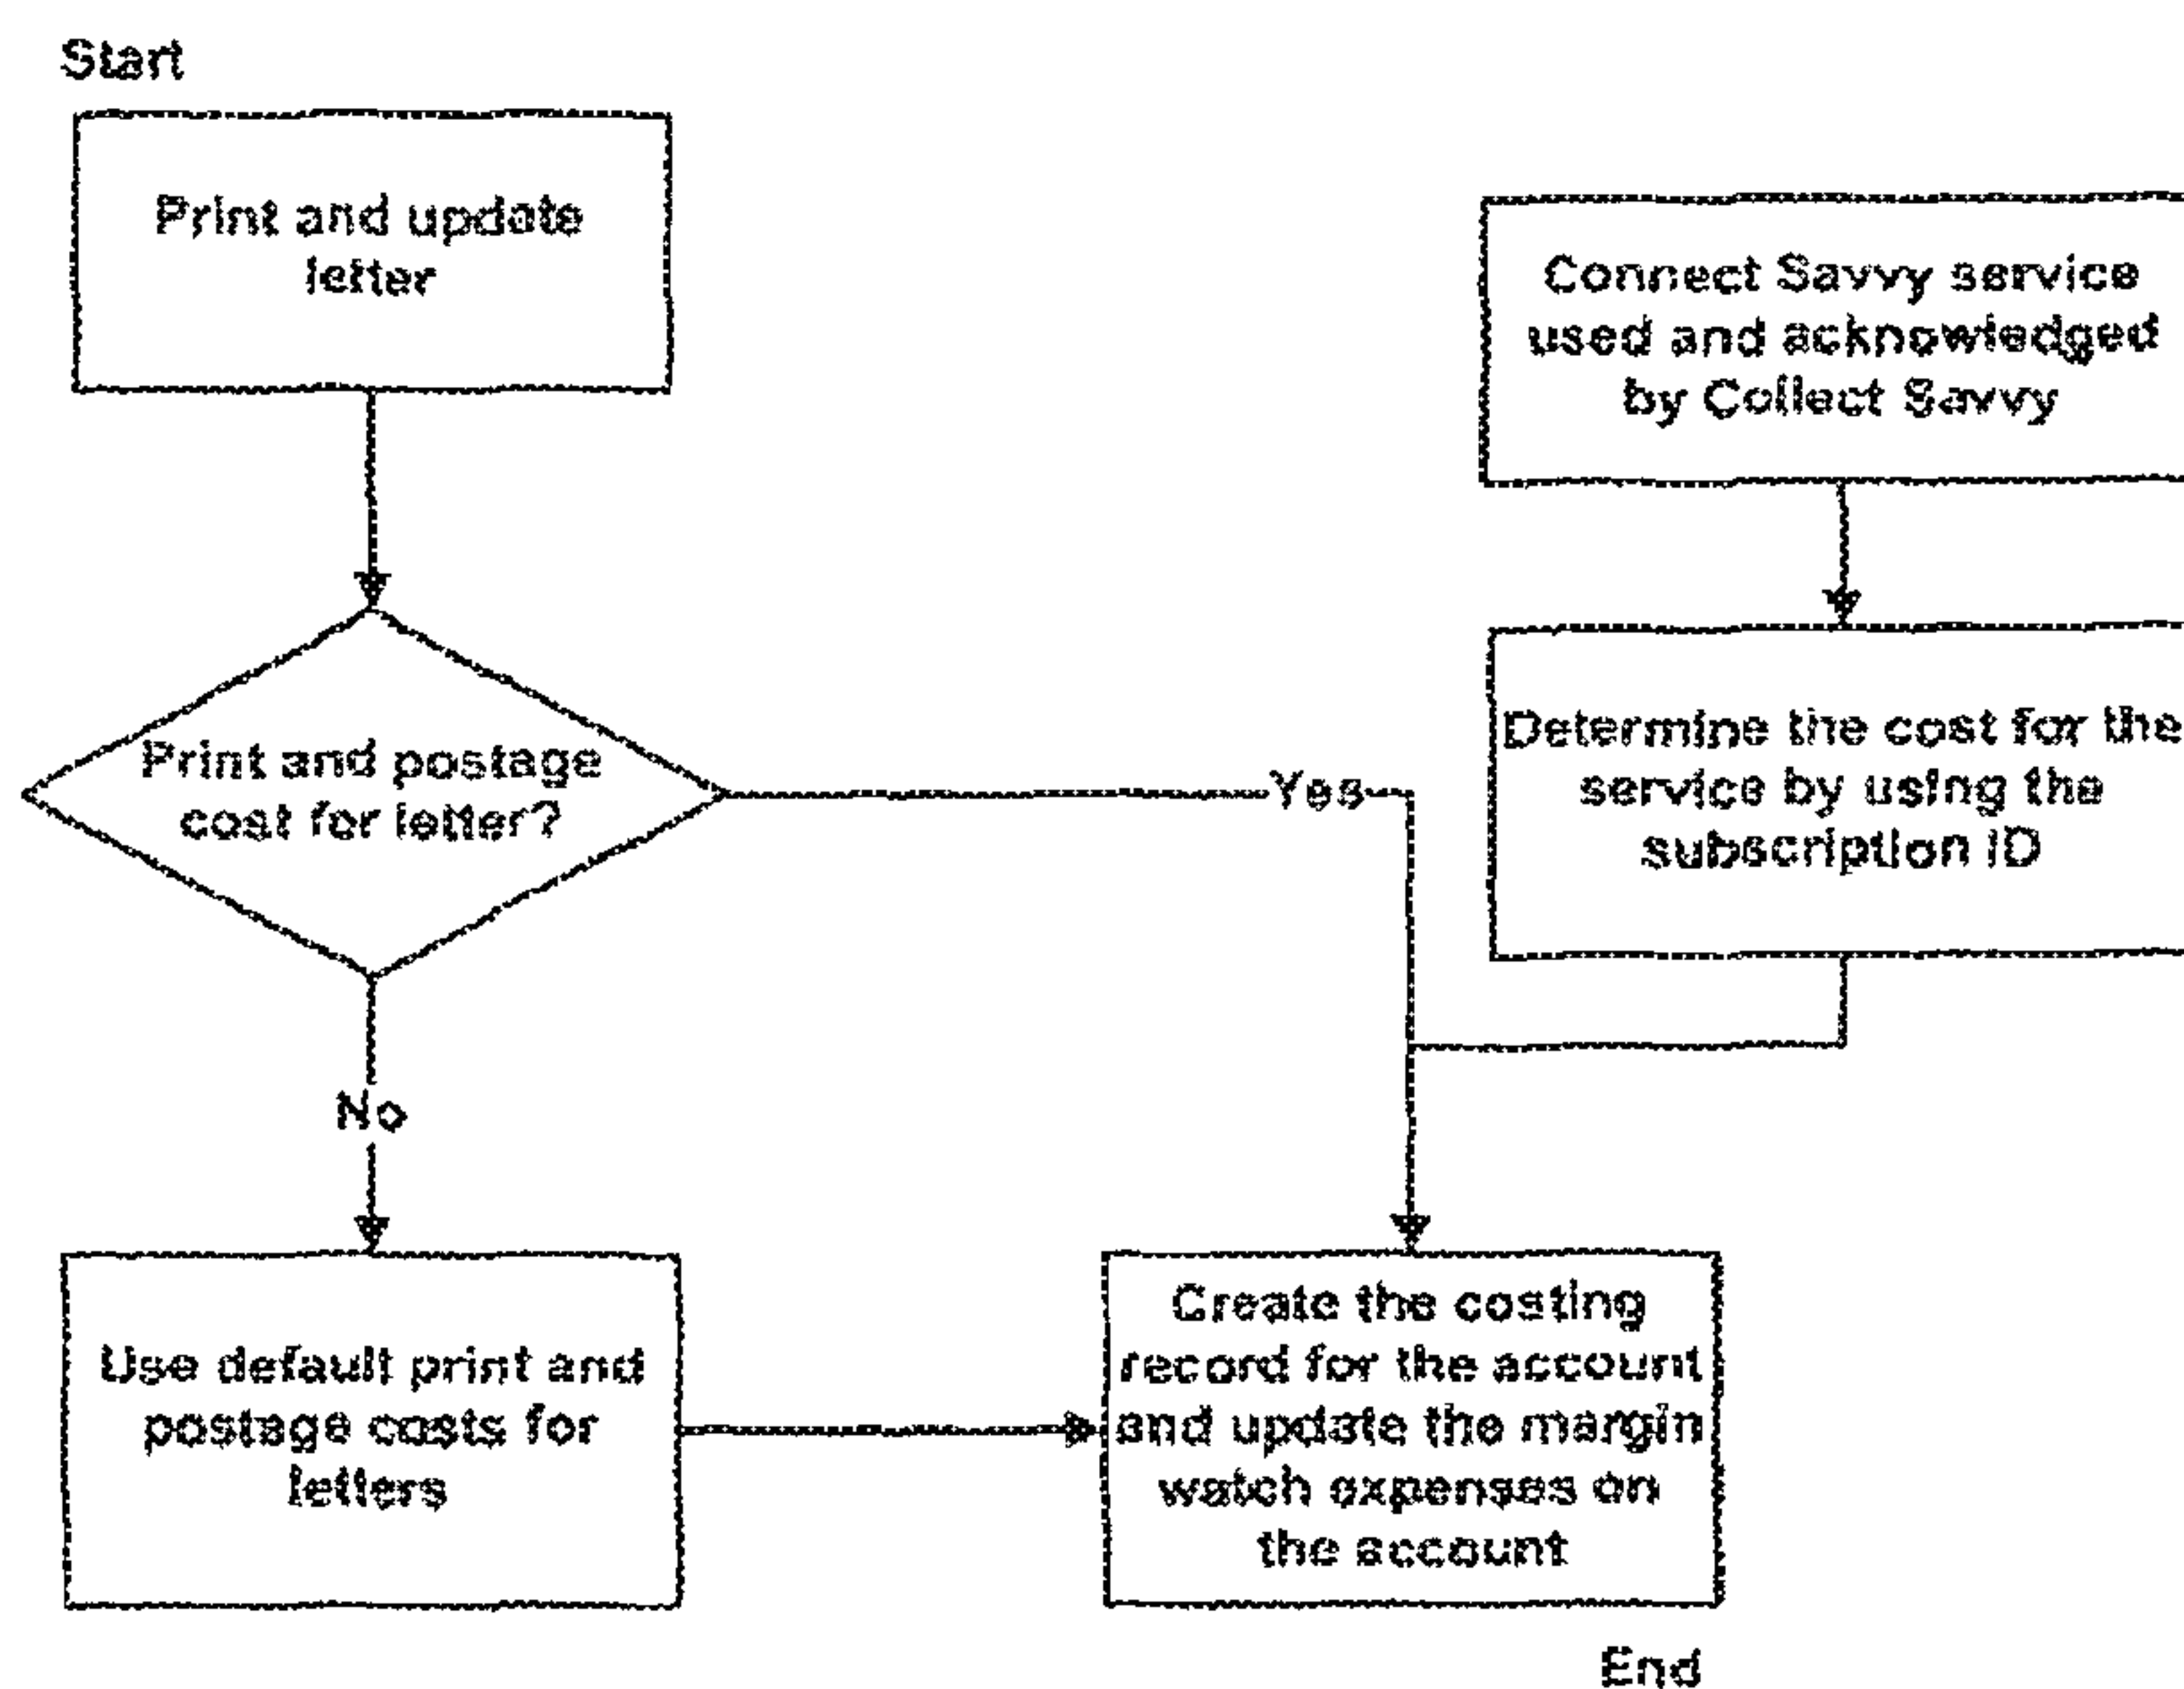 Start
Print and update
letter
Connect Savvy service
used and acknowledged
by Collect Savvy
Print and postage
cost for letter?
Yes
Determine the cost for the
service by using the
subscription ID
No
Use default print and
postage costs for
letters
Create the costing
record for the account
and update the margin
watch expenses on
the account
End